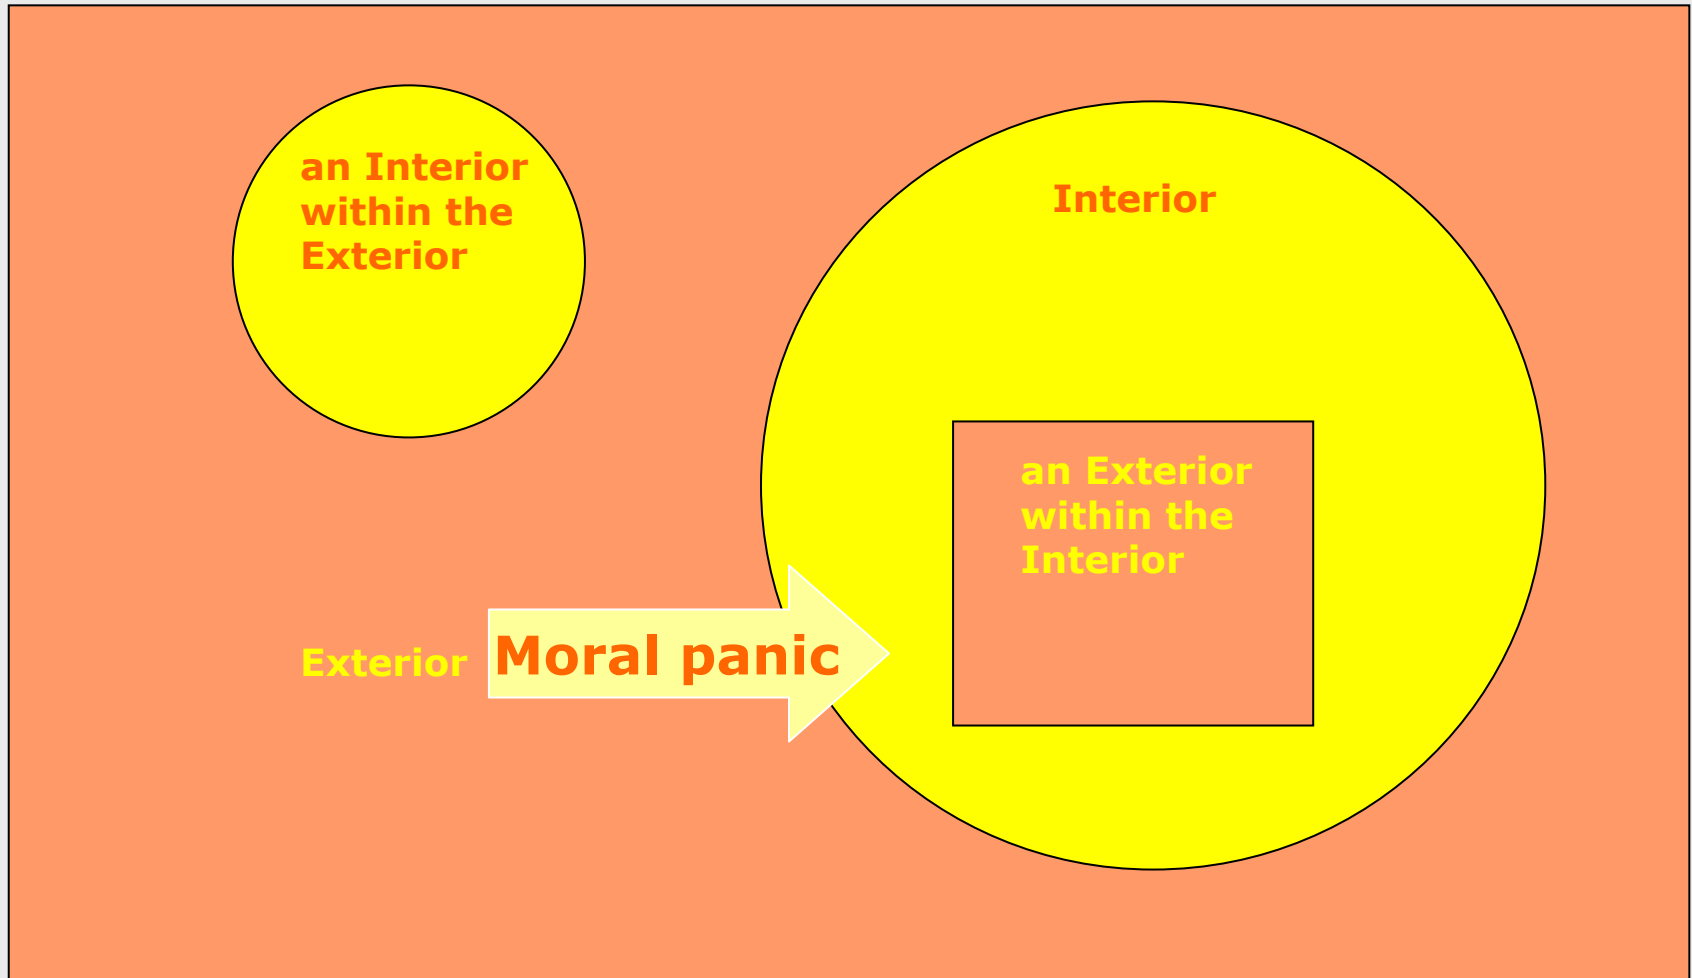 an Interior
within the
Exterior
Interior
an Exterior
within the
Interior
Exterior
Moral panic